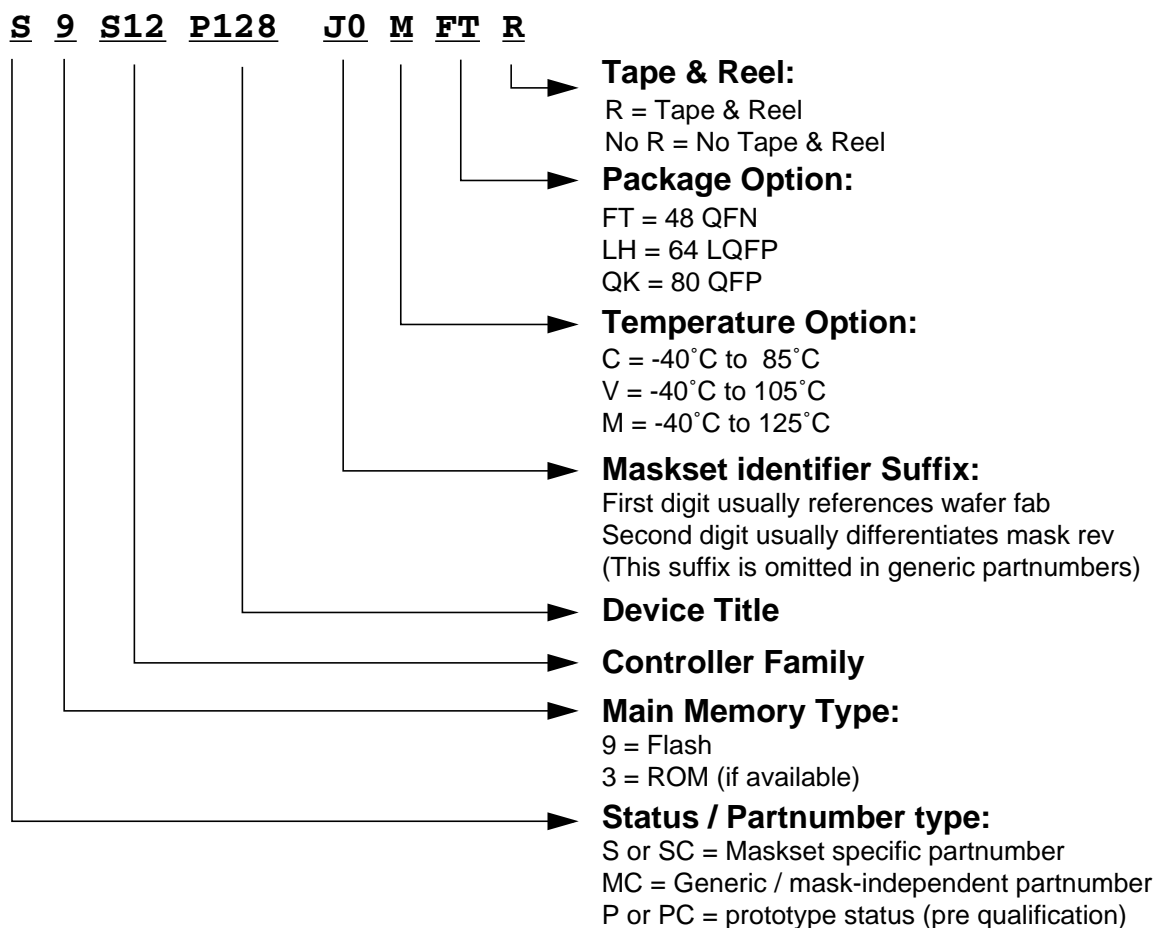 S 9 S12 P128 J0 M FT R
Tape & Reel:
R = Tape & Reel
No R = No Tape & Reel
Package Option:
FT = 48 QFN
LH = 64 LQFP
QK = 80 QFP
Temperature Option:
C = -40˚C to 85˚C
V = -40˚C to 105˚C
M = -40˚C to 125˚C
Maskset identifier Suffix:
First digit usually references wafer fab
Second digit usually differentiates mask rev
(This suffix is omitted in generic partnumbers)
Device Title
Controller Family
Main Memory Type:
9 = Flash
3 = ROM (if available)
Status / Partnumber type:
S or SC = Maskset specific partnumber
MC = Generic / mask-independent partnumber
P or PC = prototype status (pre qualification)